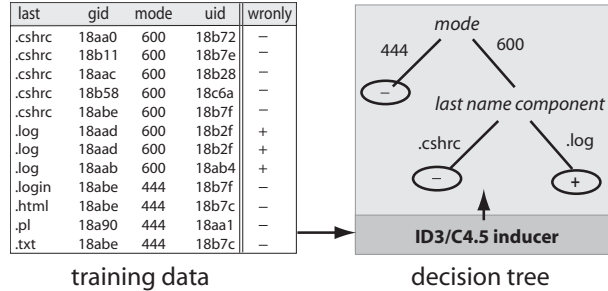 last gid mode uid wronly
.cshrc 18aa0 600 18b72 –
.cshrc 18b11 600 18b7e –
.cshrc 18aac 600 18b28 –
.cshrc 18b58 600 18c6a –
.cshrc 18abe 600 18b7f –
.log 18aad 600 18b2f +
.log 18aad 600 18b2f +
.log 18aab 600 18ab4 +
.login 18abe 444 18b7f –
.html 18abe 444 18b7c –
.pl 18a90 444 18aa1 –
.txt 18abe 444 18b7c –
training data
mode
444 600
–
last name component
.cshrc .log
– +
ID3/C4.5 inducer
decision tree